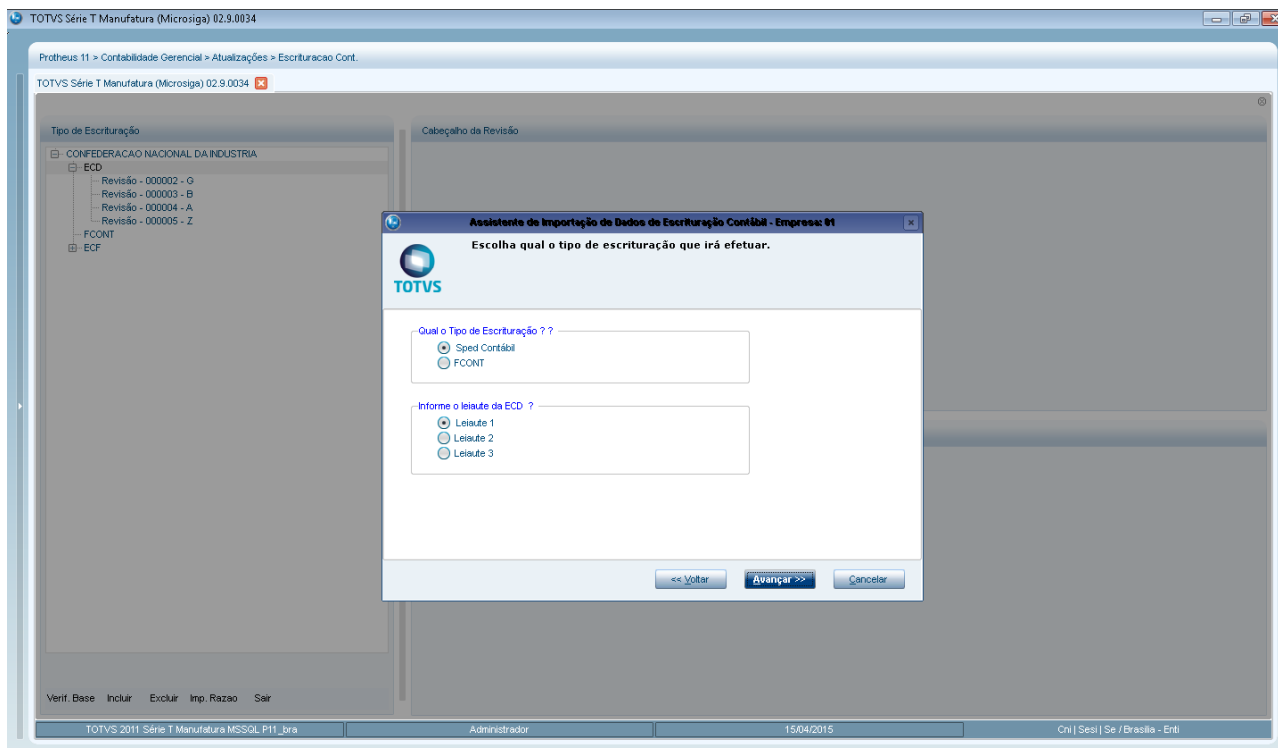 TOTVS Série T Manufatura (Microsiga) 02.9.0034
Protheus 11 > Contabilidade Gerencial > Atualizações > Escrituracao Cont.
TOTVS Série T Manufatura (Microsiga) 02.9.0034
Tipo de Escrituração
Cabeçalho da Revisão
CONFEDERACAO NACIONAL DA INDUSTRIA
ECD
Revisão - 000002 - G
Revisão - 000003 - B
Revisão - 000004 - A
Revisão - 000005 - Z
FCONT
ECF
Assistente de Importação de Dados de Escrituração Contábil - Empresa: 01
Escolha qual o tipo de escrituração que irá efetuar.
TOTVS
Qual o Tipo de Escrituração ? ?
Sped Contábil
FCONT
Informe o leiaute da ECD ?
Leiaute 1
Leiaute 2
Leiaute 3
<< Voltar Avançar >> Cancelar
Verif. Base Incluir Excluir Imp. Razao Sair
TOTVS 2011 Série T Manufatura MSSQL P11_bra Administrador 15/04/2015 Cni | Sesi | Se / Brasilia - Enti